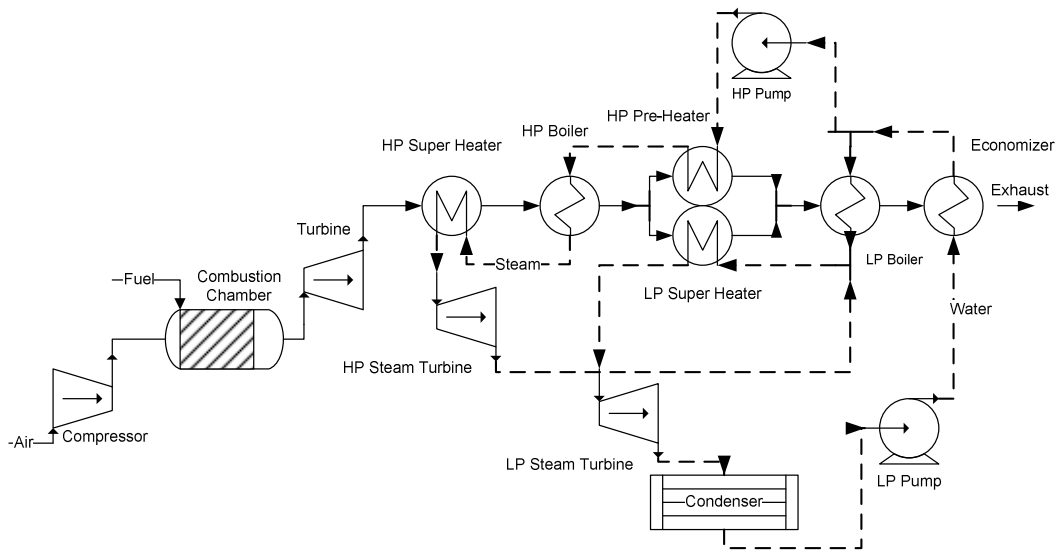 HP Pump
HP Pre-Heater
HP Boiler
HP Super Heater
Economizer
Exhaust
Turbine
Steam
LP Boiler
Fuel
Combustion
Chamber
LP Super Heater
Water
HP Steam Turbine
Air
Compressor
LP Steam Turbine
LP Pump
Condenser